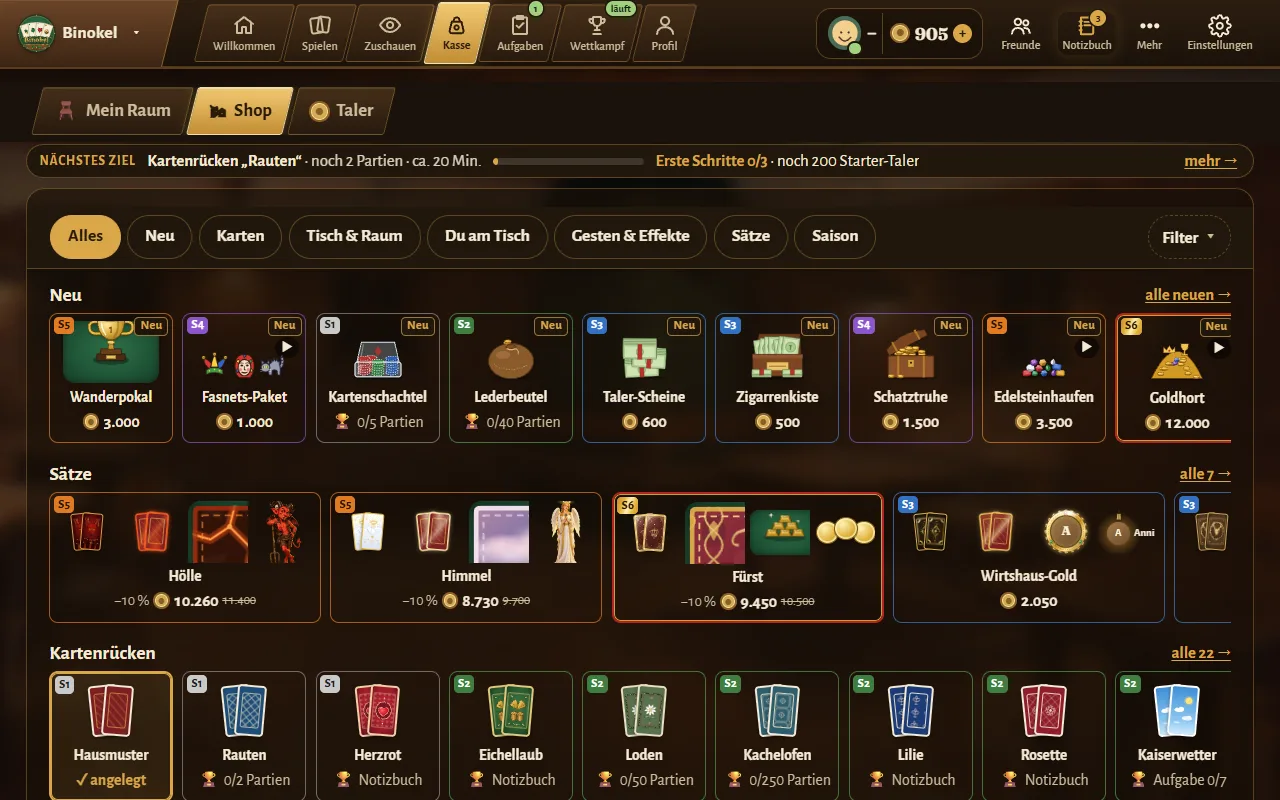 Binokel
Willkommen
Spielen
Zuschauen
Kasse
1
Aufgaben
läuft
Wettkampf
Profil
–
905 +
Freunde
3
Notizbuch
Mehr
Einstellungen
Mein Raum
Shop
Taler
NÄCHSTES ZIEL Kartenrücken „Rauten“ · noch 2 Partien · ca. 20 Min. Erste Schritte 0/3 · noch 200 Starter-Taler mehr →
Alles Neu Karten Tisch & Raum Du am Tisch Gesten & Effekte Sätze Saison Filter
Neu alle neuen →
S5 Neu S4 Neu S1 Neu S2 Neu S3 Neu S3 Neu S4 Neu S5 Neu S6 Neu
Wanderpokal Fasnets-Paket Kartenschachtel Lederbeutel Taler-Scheine Zigarrenkiste Schatztruhe Edelsteinhaufen Goldhort
3.000 1.000 0/5 Partien 0/40 Partien 600 500 1.500 3.500 12.000
Sätze alle 7 →
S5 S5 S6 S3 S3
A A Anni
Hölle Himmel Fürst Wirtshaus-Gold
–10 % 10.260 11.400 –10 % 8.730 9.700 –10 % 9.450 10.500 2.050
Kartenrücken alle 22 →
S1 S1 S1 S2 S2 S2 S2 S2 S2
Hausmuster Rauten Herzrot Eichellaub Loden Kachelofen Lilie Rosette Kaiserwetter
✓ angelegt 0/2 Partien Notizbuch Notizbuch 0/50 Partien 0/250 Partien Notizbuch Notizbuch Aufgabe 0/7